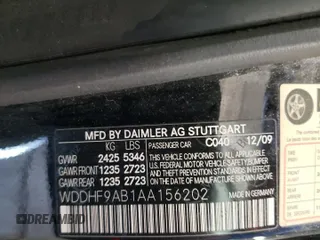 MFD BY DAIMLER AG STUTTGART
KG LBS PASSENGER CAR C040 12/09
GVWR 2425 5346
GAWR FRONT 1235 2723
GAWR REAR 1235 2723
THIS VEHICLE CONFORMS TO ALL APPLICABLE
U.S. FEDERAL MOTOR VEHICLE SAFETY, BUMPER,
AND THEFT PREVENTION STANDARDS IN EFFECT
ON THE DATE OF MANUFACTURE SHOWN ABOVE.
WDDHF9AB1AA156202
MADE IN GERMANY
DREAMBID